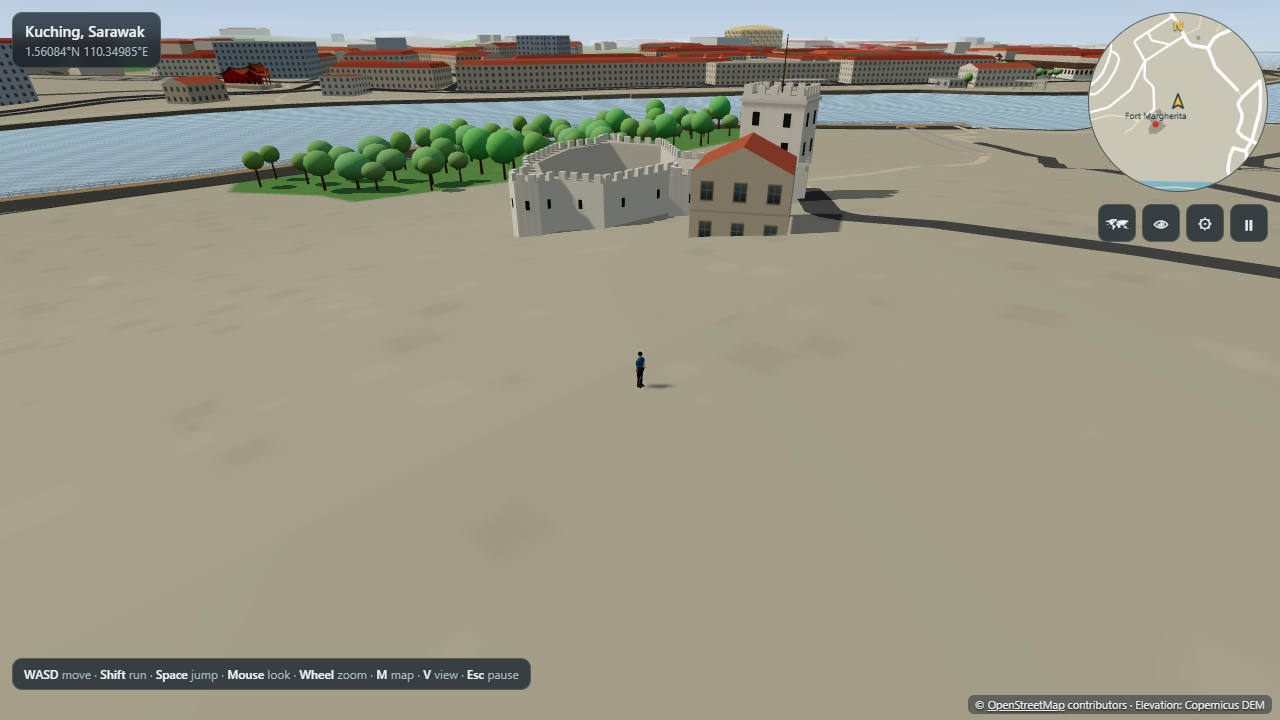 Kuching, Sarawak
1.56084°N 110.34985°E
N
Fort Margherita
WASD move · Shift run · Space jump · Mouse look · Wheel zoom · M map · V view · Esc pause
© OpenStreetMap contributors · Elevation: Copernicus DEM